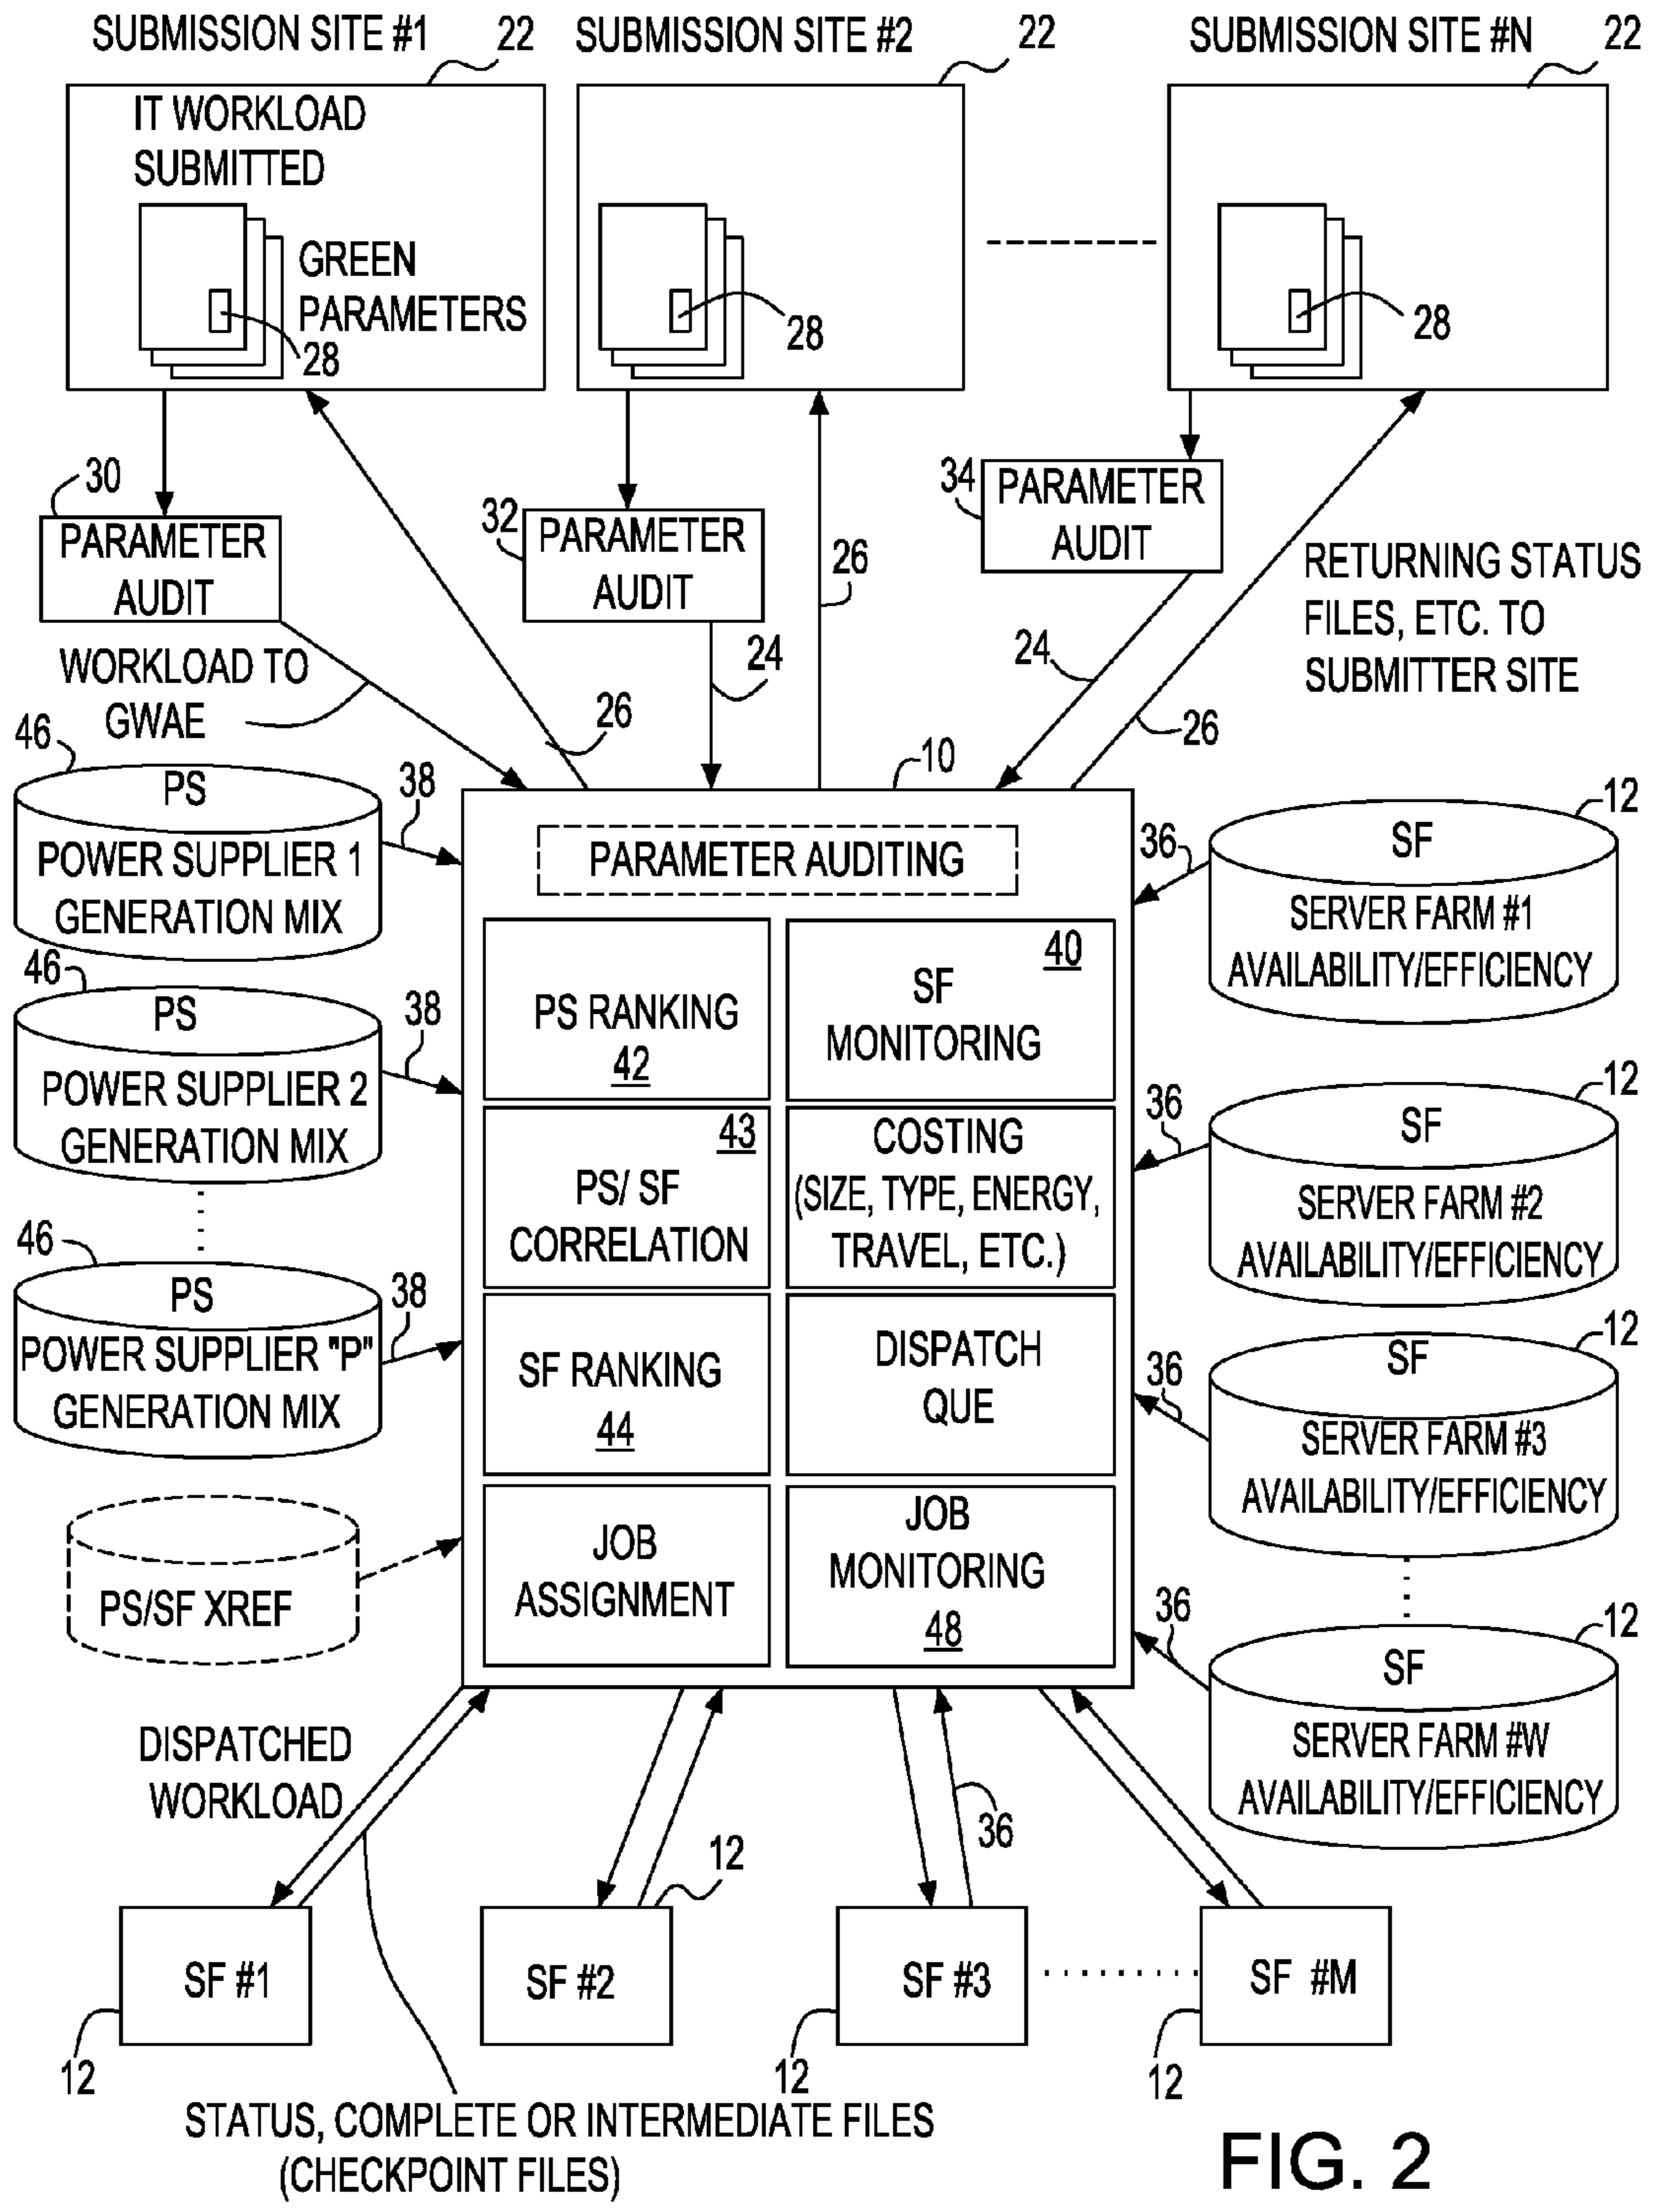 SUBMISSION SITE #1 22 SUBMISSION SITE #2 22 SUBMISSION SITE #N 22
IT WORKLOAD
SUBMITTED
GREEN
PARAMETERS
28
28
28
30
PARAMETER
AUDIT
32
PARAMETER
AUDIT
34
PARAMETER
AUDIT
26
RETURNING STATUS
FILES, ETC. TO
SUBMITTER SITE
WORKLOAD TO
GWAE
26
24
24
26
10
46
PS
POWER SUPPLIER 1
GENERATION MIX
38
46
PS
POWER SUPPLIER 2
GENERATION MIX
38
46
PS
POWER SUPPLIER "P"
GENERATION MIX
38
PS/SF XREF
PARAMETER AUDITING
PS RANKING
42
40
SF
MONITORING
43
PS/ SF
CORRELATION
COSTING
(SIZE, TYPE, ENERGY,
TRAVEL, ETC.)
SF RANKING
44
DISPATCH
QUE
JOB
ASSIGNMENT
JOB
MONITORING
48
12
36
SF
SERVER FARM #1
AVAILABILITY/EFFICIENCY
12
36
SF
SERVER FARM #2
AVAILABILITY/EFFICIENCY
12
36
SF
SERVER FARM #3
AVAILABILITY/EFFICIENCY
12
36
SF
SERVER FARM #W
AVAILABILITY/EFFICIENCY
DISPATCHED
WORKLOAD
36
12
SF #1
SF #2
SF #3
SF #M
12
12
12
STATUS, COMPLETE OR INTERMEDIATE FILES
(CHECKPOINT FILES)
FIG. 2